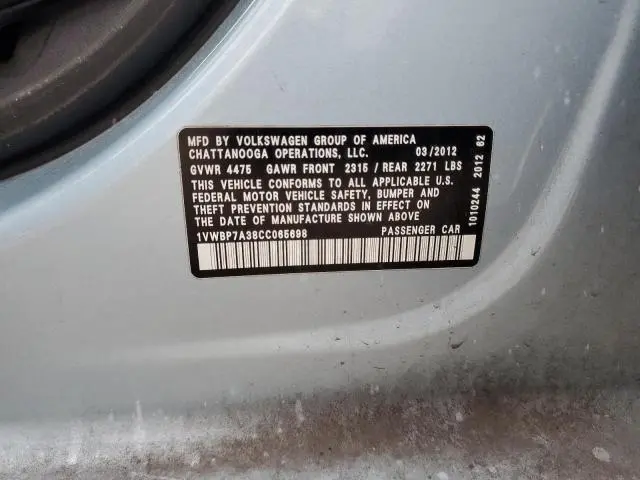 MFD BY VOLKSWAGEN GROUP OF AMERICA
CHATTANOOGA OPERATIONS, LLC. 03/2012
GVWR 4475 GAWR FRONT 2315 / REAR 2271 LBS
THIS VEHICLE CONFORMS TO ALL APPLICABLE U.S.
FEDERAL MOTOR VEHICLE SAFETY, BUMPER AND
THEFT PREVENTION STANDARDS IN EFFECT ON
THE DATE OF MANUFACTURE SHOWN ABOVE
1VWBP7A38CC065698 PASSENGER CAR
1010244 2012 62